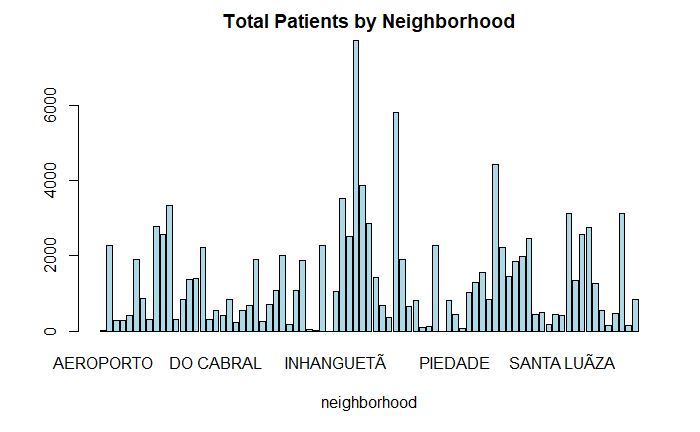 Total Patients by Neighborhood
6000
4000
2000
0
AEROPORTO DO CABRAL INHANGUETÃ PIEDADE SANTA LUÃZA
neighborhood